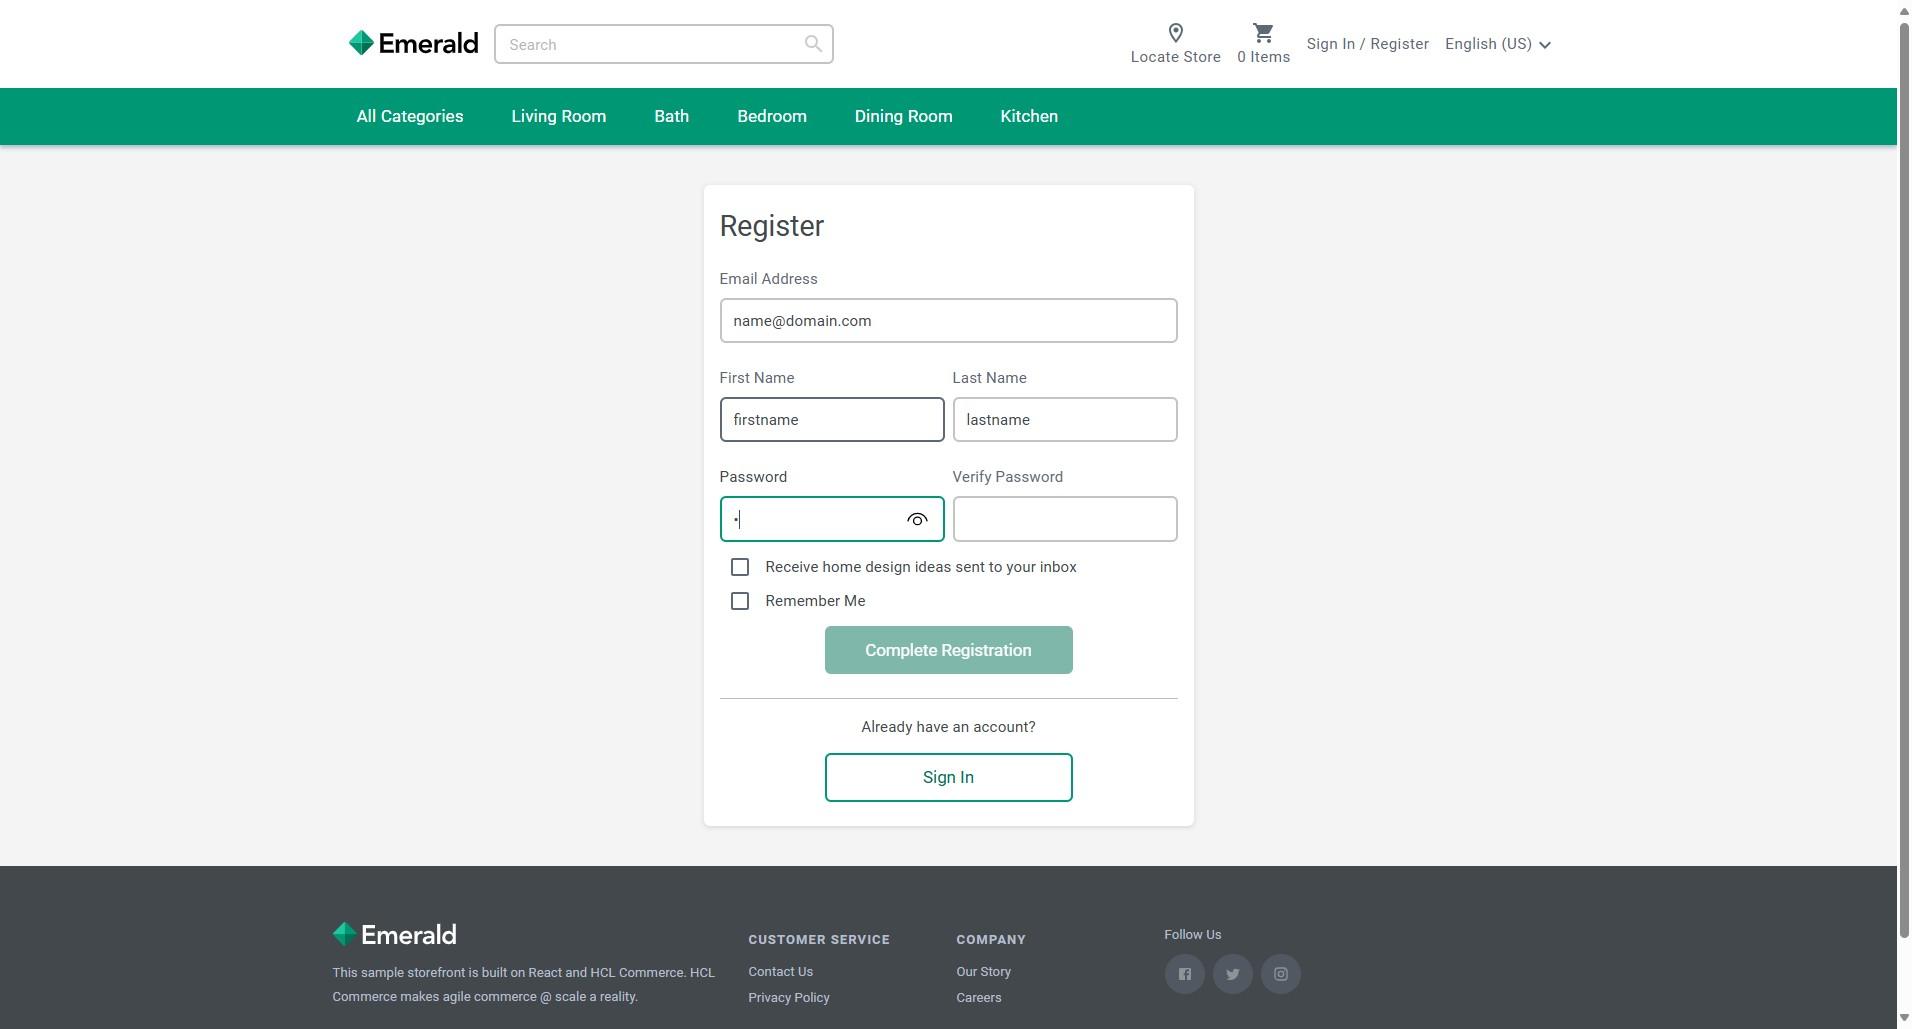 Emerald
Search
Locate Store
0 Items
Sign In / Register
English (US)
All Categories
Living Room
Bath
Bedroom
Dining Room
Kitchen
Register
Email Address
name@domain.com
First Name
Last Name
firstname
lastname
Password
Verify Password
Receive home design ideas sent to your inbox
Remember Me
Complete Registration
Already have an account?
Sign In
Emerald
This sample storefront is built on React and HCL Commerce. HCL
Commerce makes agile commerce @ scale a reality.
CUSTOMER SERVICE
Contact Us
Privacy Policy
COMPANY
Our Story
Careers
Follow Us